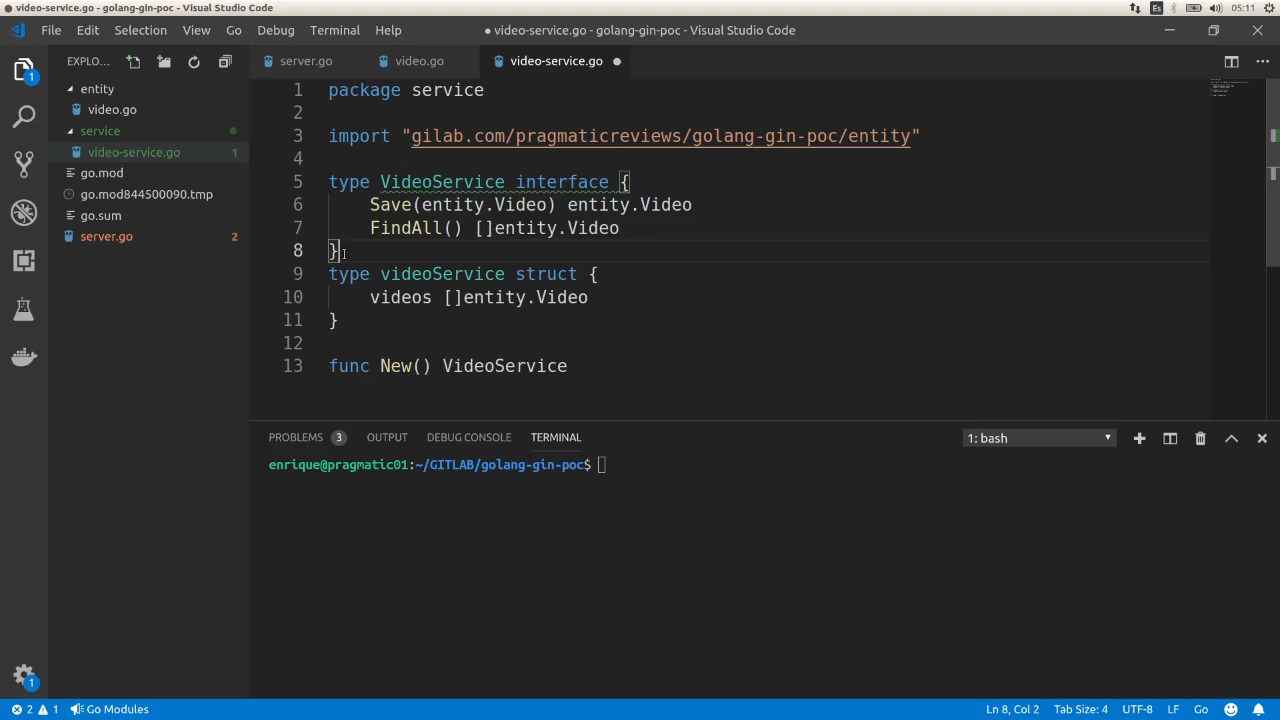 video-service.go - golang-gin-poc - Visual Studio Code
Es
05:11
File Edit Selection View Go Debug Terminal Help
● video-service.go - golang-gin-poc - Visual Studio Code
EXPLO...
server.go
video.go
video-service.go
entity
video.go
service
video-service.go 1
go.mod
go.mod844500090.tmp
go.sum
server.go 2
1
1
1 package service
2
3 import "gilab.com/pragmaticreviews/golang-gin-poc/entity"
4
5 type VideoService interface {
6 Save(entity.Video) entity.Video
7 FindAll() []entity.Video
8 }
9 type videoService struct {
10 videos []entity.Video
11 }
12
13 func New() VideoService
PROBLEMS 3 OUTPUT DEBUG CONSOLE TERMINAL
1: bash
enrique@pragmatic01:~/GITLAB/golang-gin-poc$
2 1 Go Modules
Ln 8, Col 2 Tab Size: 4 UTF-8 LF Go